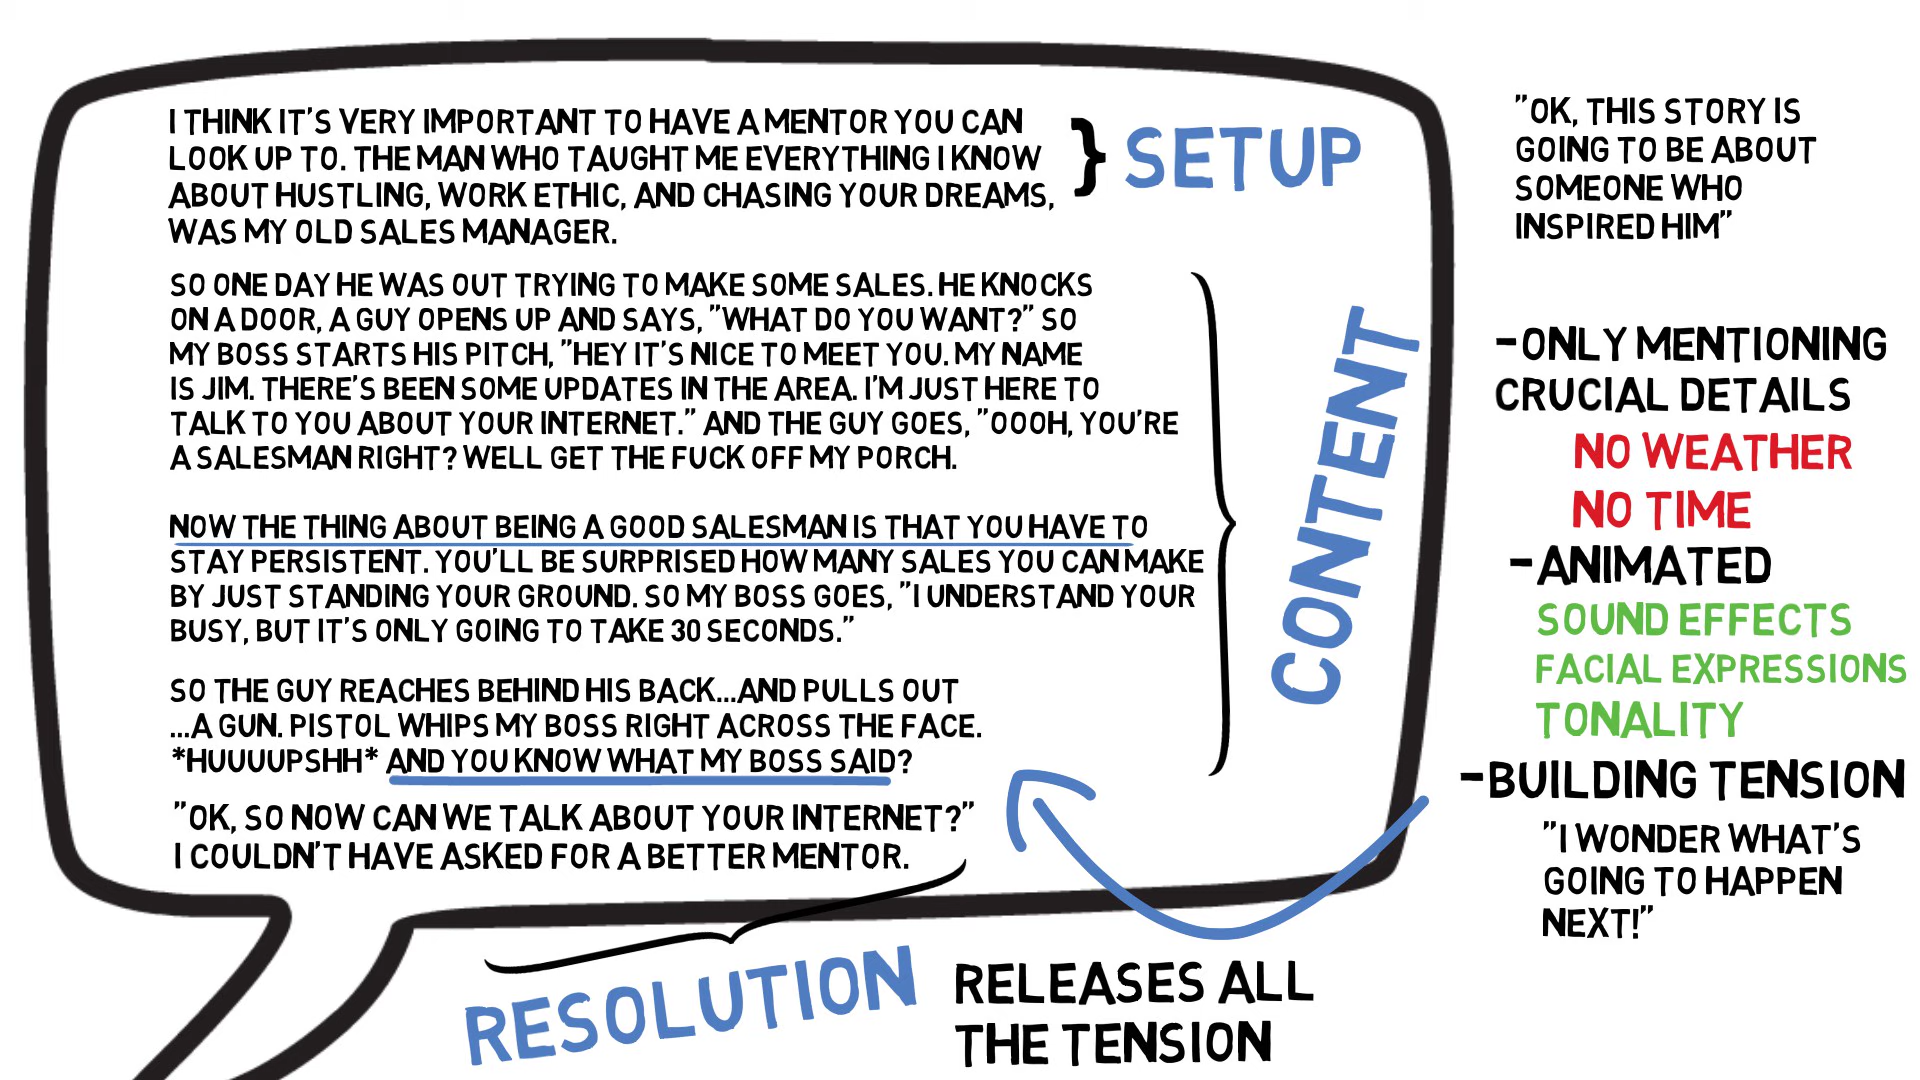 I THINK IT'S VERY IMPORTANT TO HAVE A MENTOR YOU CAN
LOOK UP TO. THE MAN WHO TAUGHT ME EVERYTHING I KNOW
ABOUT HUSTLING, WORK ETHIC, AND CHASING YOUR DREAMS,
WAS MY OLD SALES MANAGER.
} SETUP
"OK, THIS STORY IS
GOING TO BE ABOUT
SOMEONE WHO
INSPIRED HIM"
SO ONE DAY HE WAS OUT TRYING TO MAKE SOME SALES. HE KNOCKS
ON A DOOR, A GUY OPENS UP AND SAYS, "WHAT DO YOU WANT?" SO
MY BOSS STARTS HIS PITCH, "HEY IT'S NICE TO MEET YOU. MY NAME
IS JIM. THERE'S BEEN SOME UPDATES IN THE AREA. I'M JUST HERE TO
TALK TO YOU ABOUT YOUR INTERNET." AND THE GUY GOES, "OOOH, YOU'RE
A SALESMAN RIGHT? WELL GET THE FUCK OFF MY PORCH.
NOW THE THING ABOUT BEING A GOOD SALESMAN IS THAT YOU HAVE TO
STAY PERSISTENT. YOU'LL BE SURPRISED HOW MANY SALES YOU CAN MAKE
BY JUST STANDING YOUR GROUND. SO MY BOSS GOES, "I UNDERSTAND YOUR
BUSY, BUT IT'S ONLY GOING TO TAKE 30 SECONDS."
SO THE GUY REACHES BEHIND HIS BACK...AND PULLS OUT
...A GUN. PISTOL WHIPS MY BOSS RIGHT ACROSS THE FACE.
*HUUUUPSHH* AND YOU KNOW WHAT MY BOSS SAID?
CONTENT
-ONLY MENTIONING
CRUCIAL DETAILS
NO WEATHER
NO TIME
-ANIMATED
SOUND EFFECTS
FACIAL EXPRESSIONS
TONALITY
-BUILDING TENSION
"I WONDER WHAT'S
GOING TO HAPPEN
NEXT!"
"OK, SO NOW CAN WE TALK ABOUT YOUR INTERNET?"
I COULDN'T HAVE ASKED FOR A BETTER MENTOR.
RESOLUTION
RELEASES ALL
THE TENSION